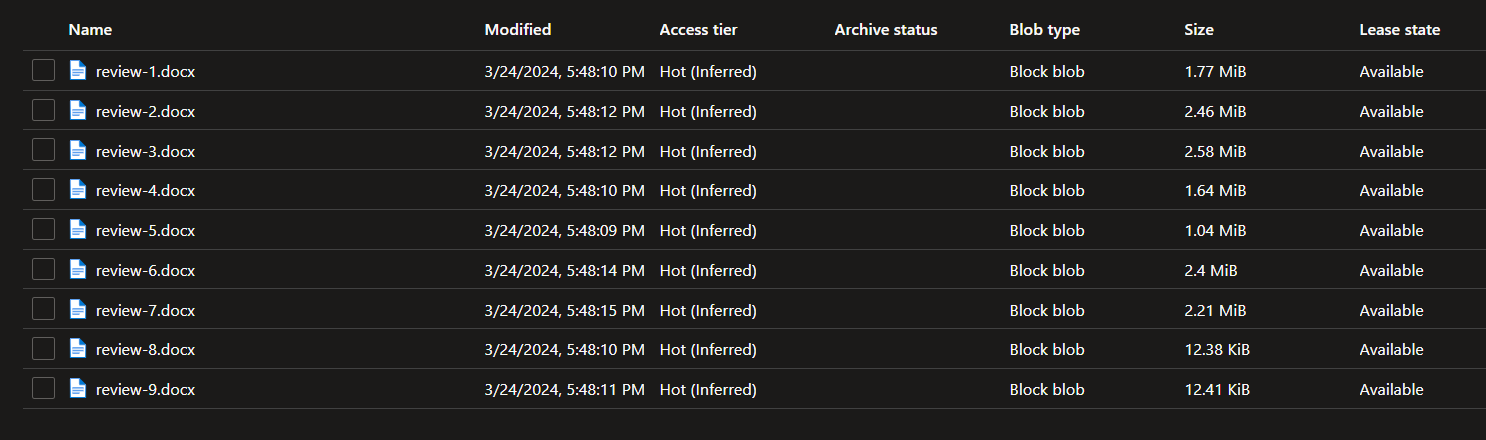 Name Modified Access tier Archive status Blob type Size Lease state
review-1.docx 3/24/2024, 5:48:10 PM Hot (Inferred) Block blob 1.77 MiB Available
review-2.docx 3/24/2024, 5:48:12 PM Hot (Inferred) Block blob 2.46 MiB Available
review-3.docx 3/24/2024, 5:48:12 PM Hot (Inferred) Block blob 2.58 MiB Available
review-4.docx 3/24/2024, 5:48:10 PM Hot (Inferred) Block blob 1.64 MiB Available
review-5.docx 3/24/2024, 5:48:09 PM Hot (Inferred) Block blob 1.04 MiB Available
review-6.docx 3/24/2024, 5:48:14 PM Hot (Inferred) Block blob 2.4 MiB Available
review-7.docx 3/24/2024, 5:48:15 PM Hot (Inferred) Block blob 2.21 MiB Available
review-8.docx 3/24/2024, 5:48:10 PM Hot (Inferred) Block blob 12.38 KiB Available
review-9.docx 3/24/2024, 5:48:11 PM Hot (Inferred) Block blob 12.41 KiB Available